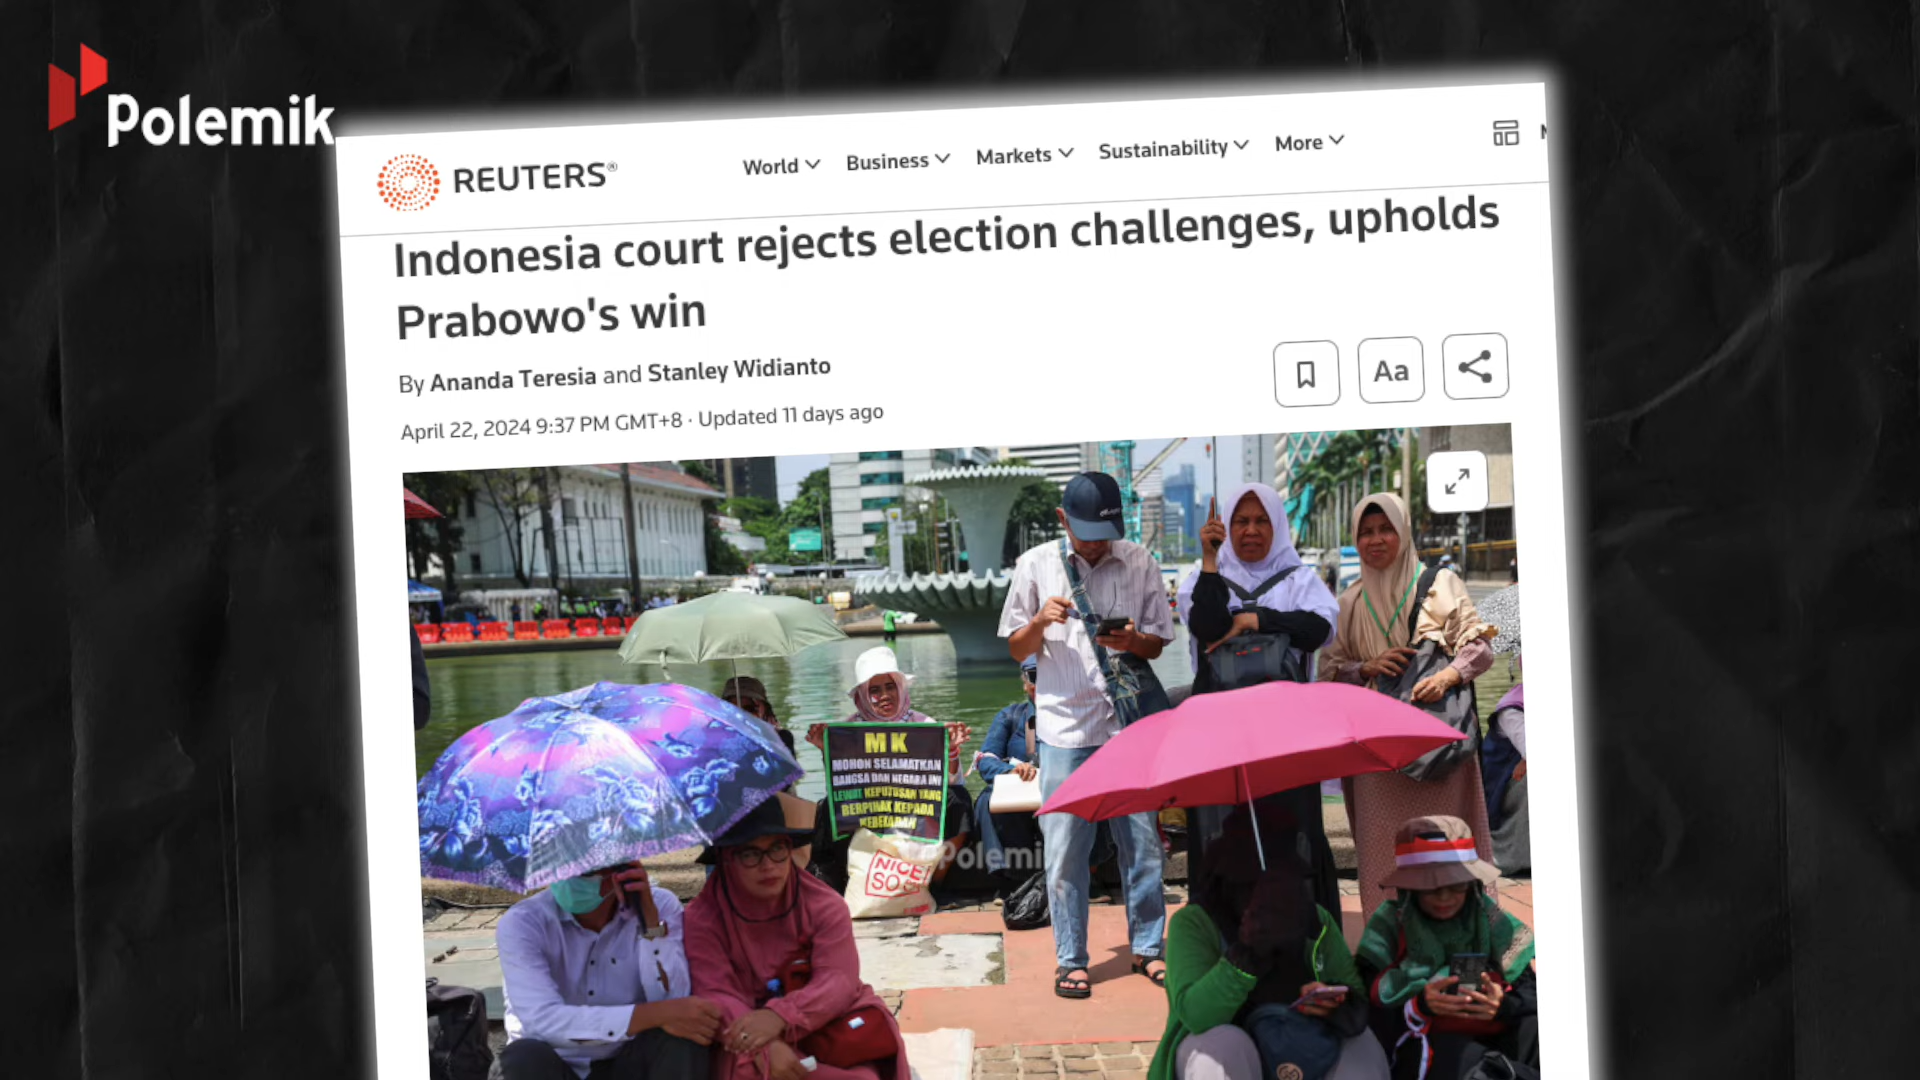 Polemik
REUTERS®
World Business Markets Sustainability More
Indonesia court rejects election challenges, upholds
Prabowo's win
By Ananda Teresia and Stanley Widianto
Aa
April 22, 2024 9:37 PM GMT+8 · Updated 11 days ago
MK
MOHON SELAMATKAN
BANGSA DAN NEGARA INI
LEWAT KEPUTUSAN YANG
BERPIHAK KEPADA
KEBENARAN
Polemi
NICE
SO